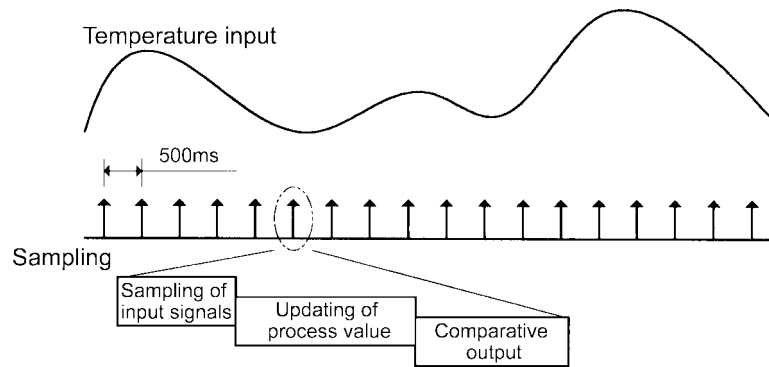 Temperature input
500ms
Sampling
Sampling of
input signals
Updating of
process value
Comparative
output